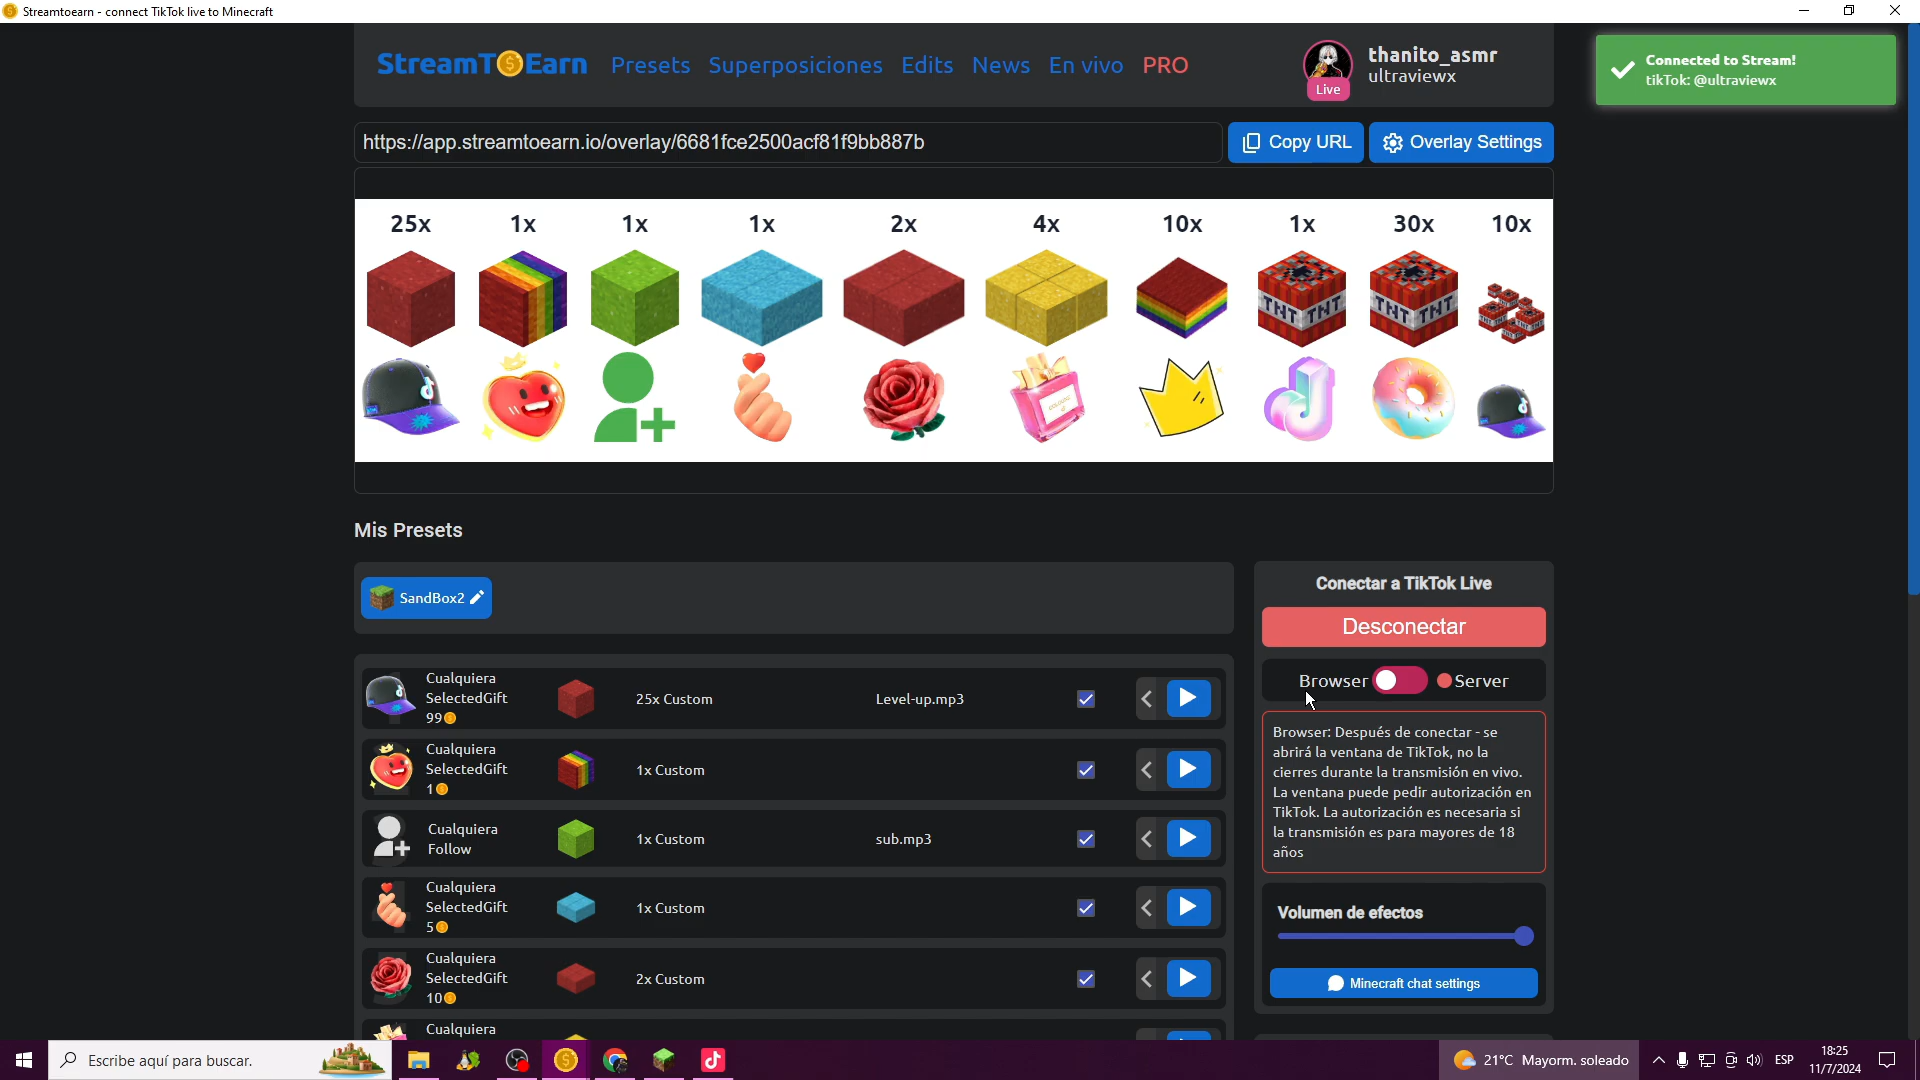 Streamtoearn - connect TikTok live to Minecraft
StreamToEarn Presets Superposiciones Edits News En vivo PRO
thanito_asmr
ultraviewx
Live
Connected to Stream!
tikTok: @ultraviewx
https://app.streamtoearn.io/overlay/6681fce2500acf81f9bb887b
Copy URL
Overlay Settings
25x 1x 1x 1x 2x 4x 10x 1x 30x 10x
TNT TNT TNT TNT
COLOGNE
Mis Presets
SandBox2
Cualquiera
SelectedGift
99
25x Custom
Level-up.mp3
Cualquiera
SelectedGift
1
1x Custom
Cualquiera
Follow
1x Custom
sub.mp3
Cualquiera
SelectedGift
5
1x Custom
Cualquiera
SelectedGift
10
2x Custom
Cualquiera
Conectar a TikTok Live
Desconectar
Browser Server
Browser: Después de conectar - se
abrirá la ventana de TikTok, no la
cierres durante la transmisión en vivo.
La ventana puede pedir autorización en
TikTok. La autorización es necesaria si
la transmisión es para mayores de 18
años
Volumen de efectos
Minecraft chat settings
Escribe aquí para buscar.
21°C Mayorm. soleado
ESP
18:25
11/7/2024